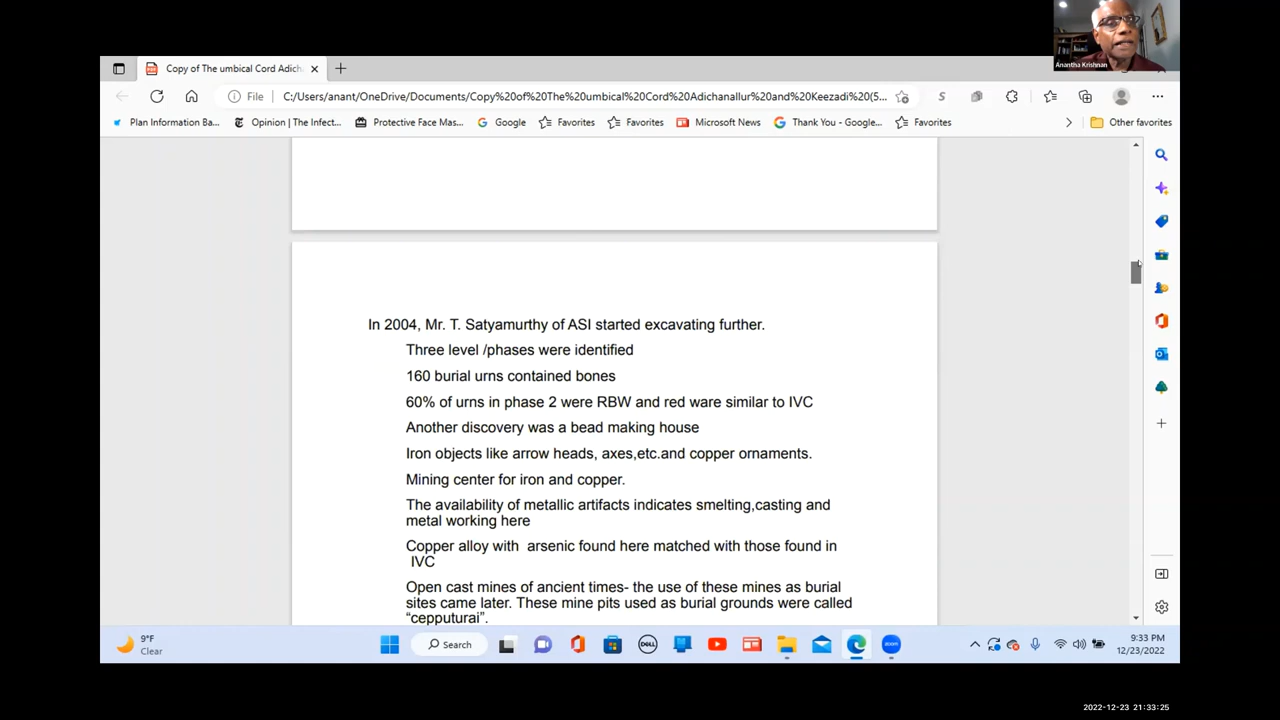 Anantha Krishnan
Copy of The umbical Cord Adich
File C:/Users/anant/OneDrive/Documents/Copy%20of%20The%20umbical%20Cord%20Adichanallur%20and%20Keezadi%20(5...
Plan Information Ba... Opinion | The Infect... Protective Face Mas... Google Favorites Favorites Microsoft News Thank You - Google... Favorites Other favorites
In 2004, Mr. T. Satyamurthy of ASI started excavating further.
Three level /phases were identified
160 burial urns contained bones
60% of urns in phase 2 were RBW and red ware similar to IVC
Another discovery was a bead making house
Iron objects like arrow heads, axes,etc.and copper ornaments.
Mining center for iron and copper.
The availability of metallic artifacts indicates smelting,casting and
metal working here
Copper alloy with arsenic found here matched with those found in
IVC
Open cast mines of ancient times- the use of these mines as burial
sites came later. These mine pits used as burial grounds were called
“cepputurai”.
9°F
Clear
Search
DELL
zoom
9:33 PM
12/23/2022
2022-12-23 21:33:25